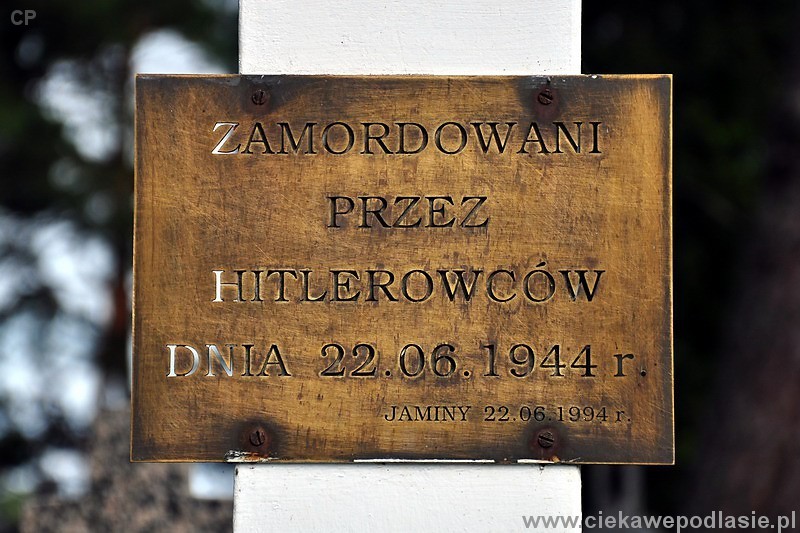 CP
ZAMORDOWANI
PRZEZ
HITLEROWCÓW
DNIA 22.06.1944 r.
JAMINY 22.06.1994 r.
www.ciekawepodlasie.pl